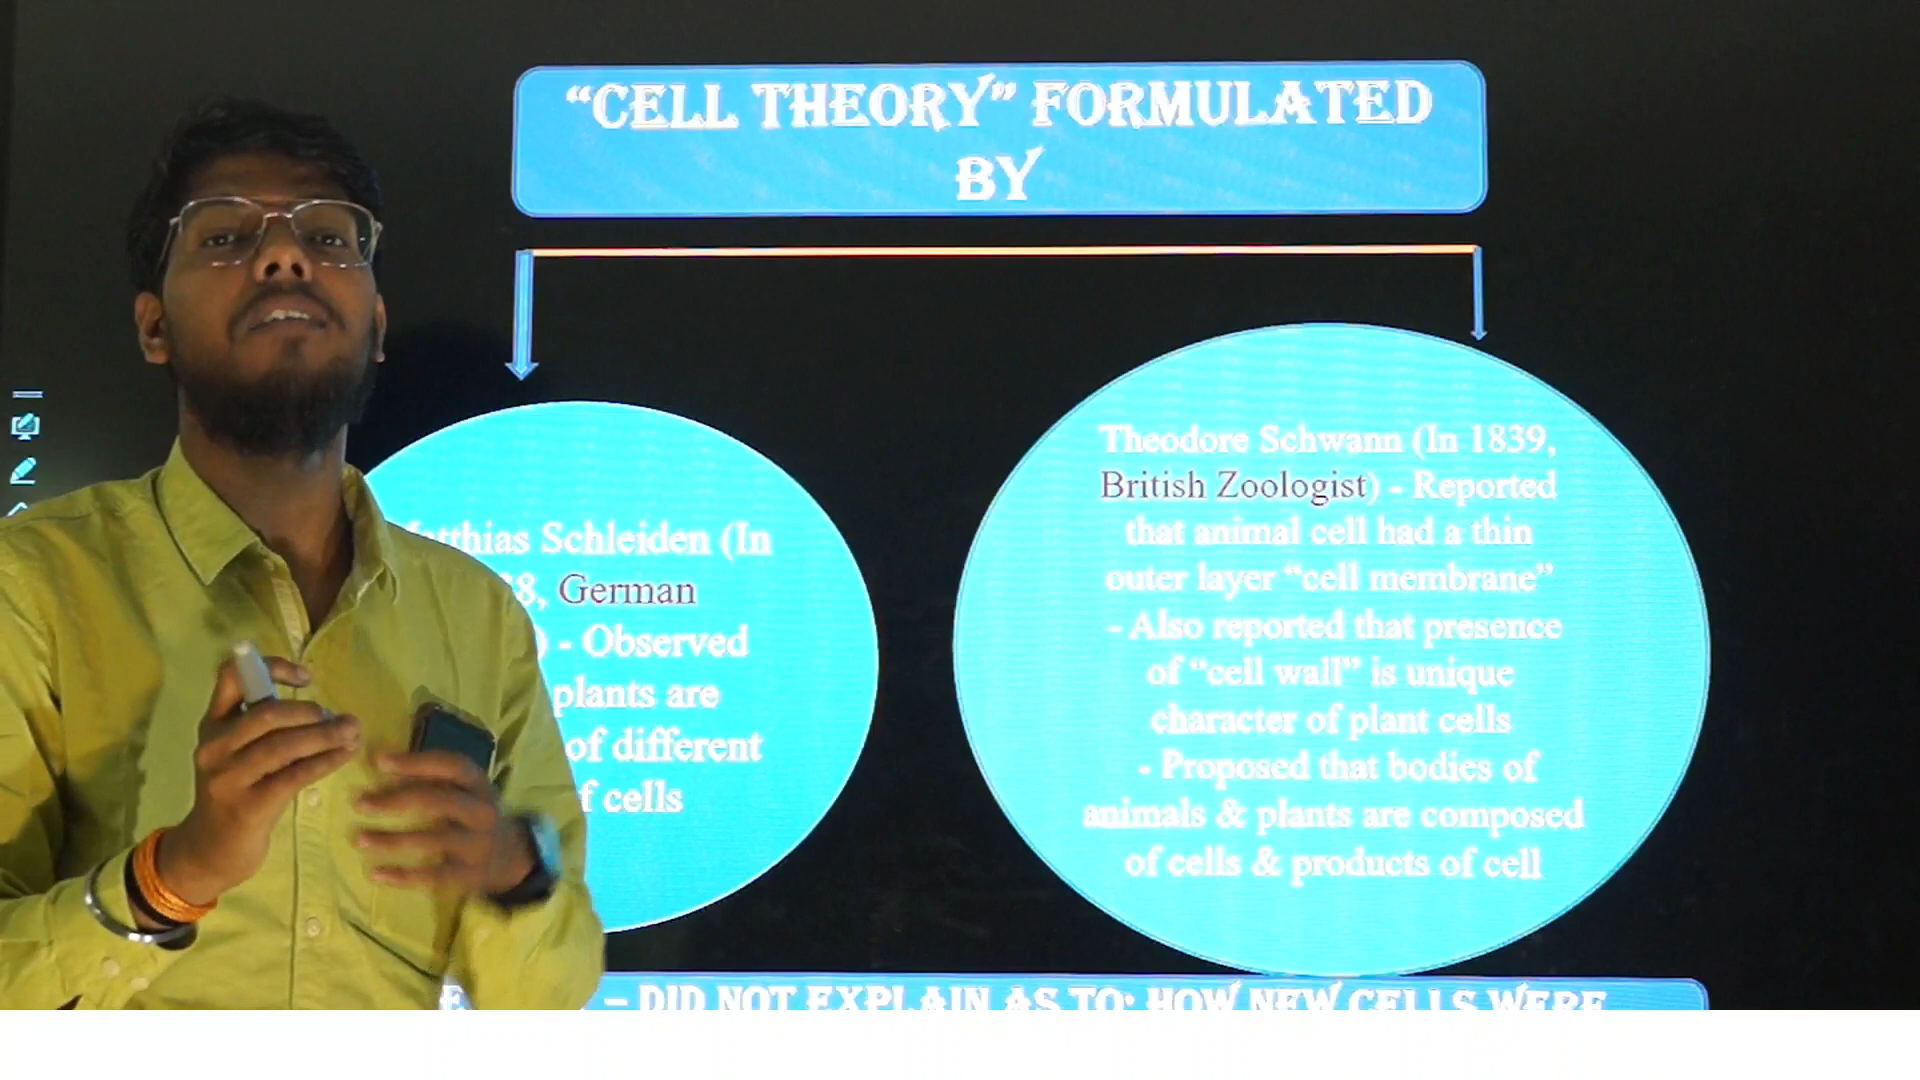 “CELL THEORY” FORMULATED
BY
Schleiden (In
German
- Observed
plants are
of different
cells
Theodore Schwann (In 1839,
British Zoologist) - Reported
that animal cell had a thin
outer layer “cell membrane”
- Also reported that presence
of “cell wall” is unique
character of plant cells
- Proposed that bodies of
animals & plants are composed
of cells & products of cell
– DID NOT EXPLAIN AS TO: HOW NEW CELLS WERE